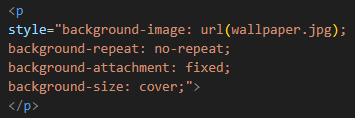 <p
style="background-image: url(wallpaper.jpg);
background-repeat: no-repeat;
background-attachment: fixed;
background-size: cover;">
</p>